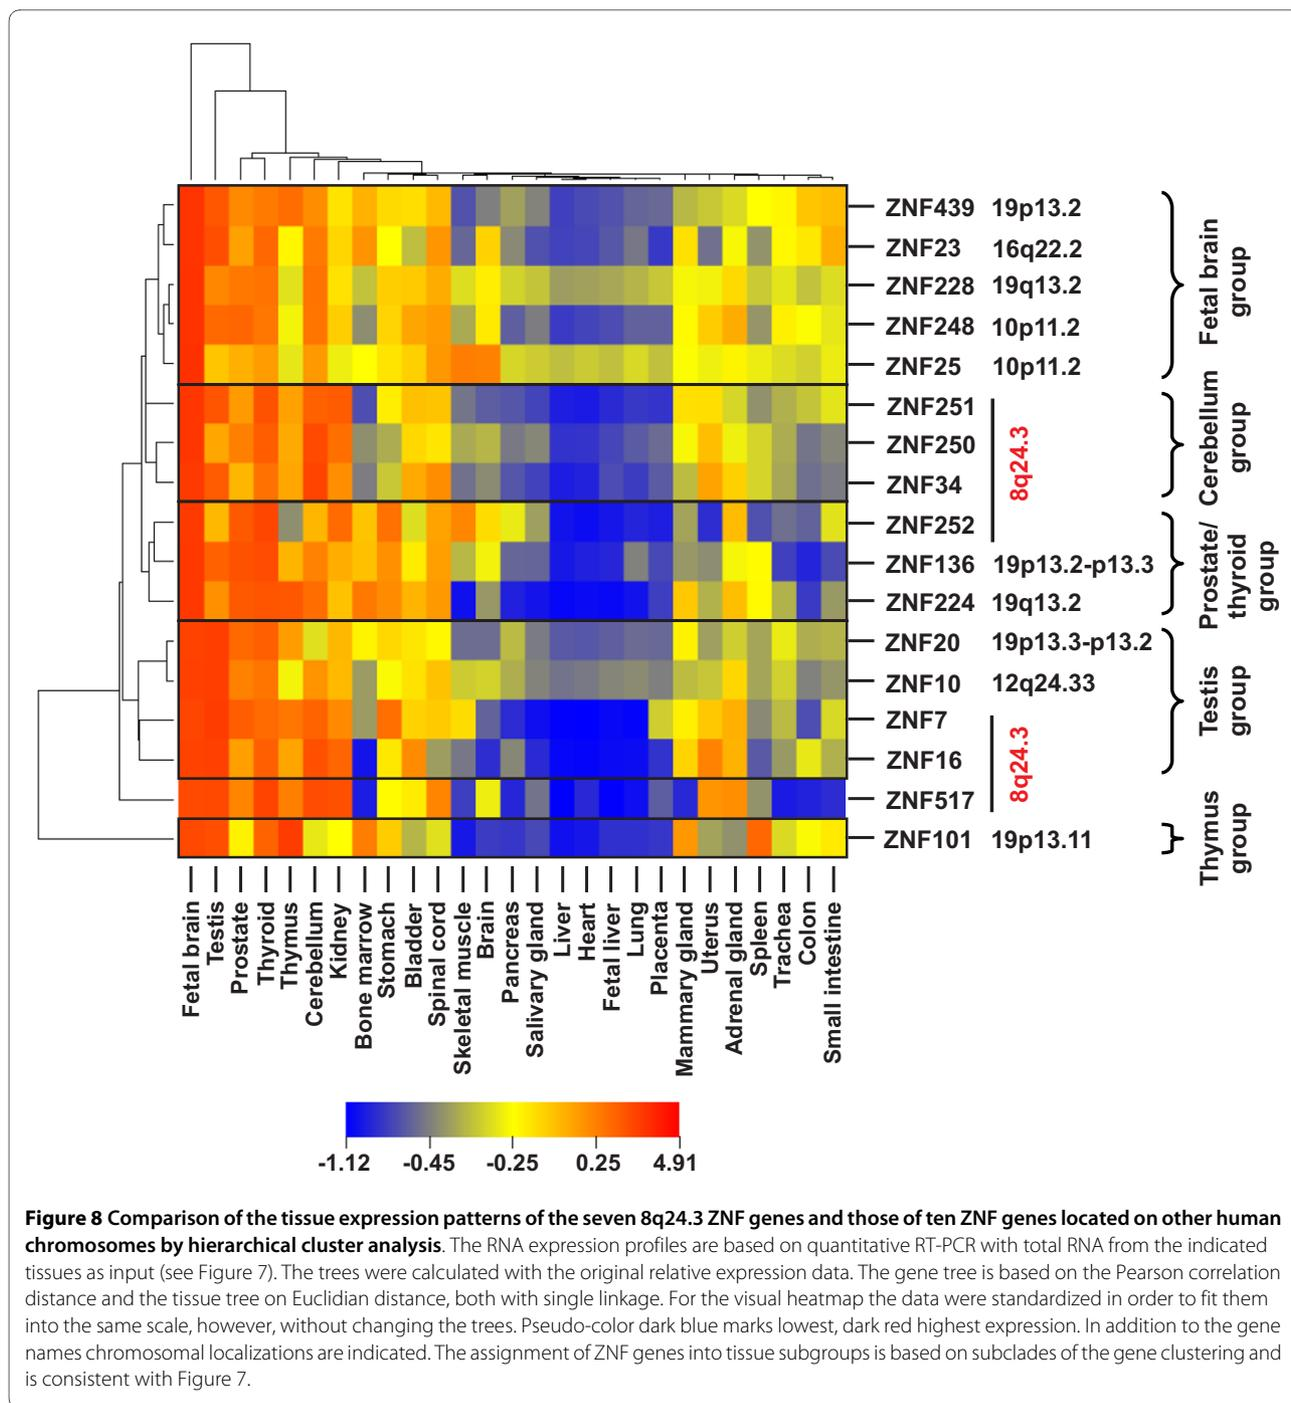 ZNF439 19p13.2
ZNF23 16q22.2
ZNF228 19q13.2
ZNF248 10p11.2
ZNF25 10p11.2
Fetal brain
group
ZNF251
ZNF250
ZNF34
ZNF252
8q24.3
Cerebellum
group
ZNF136 19p13.2-p13.3
ZNF224 19q13.2
Prostate/
thyroid
group
ZNF20 19p13.3-p13.2
ZNF10 12q24.33
ZNF7
ZNF16
ZNF517
8q24.3
Testis
group
ZNF101 19p13.11
Thymus
group
Fetal brain
Testis
Prostate
Thyroid
Thymus
Cerebellum
Kidney
Bone marrow
Stomach
Bladder
Spinal cord
Skeletal muscle
Brain
Pancreas
Salivary gland
Liver
Heart
Fetal liver
Lung
Placenta
Mammary gland
Uterus
Adrenal gland
Spleen
Trachea
Colon
Small intestine
-1.12 -0.45 -0.25 0.25 4.91
Figure 8 Comparison of the tissue expression patterns of the seven 8q24.3 ZNF genes and those of ten ZNF genes located on other human
chromosomes by hierarchical cluster analysis. The RNA expression profiles are based on quantitative RT-PCR with total RNA from the indicated
tissues as input (see Figure 7). The trees were calculated with the original relative expression data. The gene tree is based on the Pearson correlation
distance and the tissue tree on Euclidian distance, both with single linkage. For the visual heatmap the data were standardized in order to fit them
into the same scale, however, without changing the trees. Pseudo-color dark blue marks lowest, dark red highest expression. In addition to the gene
names chromosomal localizations are indicated. The assignment of ZNF genes into tissue subgroups is based on subclades of the gene clustering and
is consistent with Figure 7.